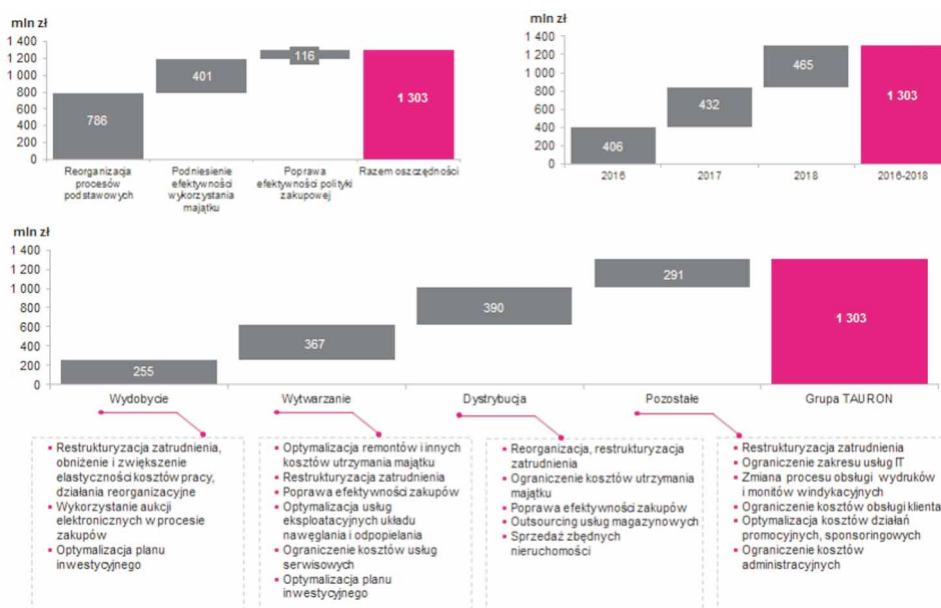 mln zł
1 400
1 200
1 000
800
600
400
200
0
786
401
116
1 303
Reorganizacja
procesów
podstawowych
Podniesienie
efektywności
wykorzystania
majątku
Poprawa
efektywności polityki
zakupowej
Razem oszczędności
mln zł
1 400
1 200
1 000
800
600
400
200
0
406
432
465
1 303
2016
2017
2018
2016-2018
mln zł
1 400
1 200
1 000
800
600
400
200
0
255
367
390
291
1 303
Wydobycie
Wytwarzanie
Dystrybucja
Pozostałe
Grupa TAURON
▪ Restrukturyzacja zatrudnienia,
obniżenie i zwiększenie
elastyczności kosztów pracy,
działania reorganizacyjne
▪ Wykorzystanie aukcji
elektronicznych w procesie
zakupów
▪ Optymalizacja planu
inwestycyjnego
▪ Optymalizacja remontów i innych
kosztów utrzymania majątku
▪ Restrukturyzacja zatrudnienia
▪ Poprawa efektywności zakupów
▪ Optymalizacja usług
eksploatacyjnych układu
nawęglania i odpopielania
▪ Ograniczenie kosztów usług
serwisowych
▪ Optymalizacja planu
inwestycyjnego
▪ Reorganizacja, restrukturyzacja
zatrudnienia
▪ Ograniczenie kosztów utrzymania
majątku
▪ Poprawa efektywności zakupów
▪ Outsourcing usług magazynowych
▪ Sprzedaż zbędnych
nieruchomości
▪ Restrukturyzacja zatrudnienia
▪ Ograniczenie zakresu usług IT
▪ Zmiana procesu obsługi wydruków
i monitów windykacyjnych
▪ Ograniczenie kosztów obsługi klienta
▪ Optymalizacja kosztów działań
promocyjnych, sponsoringowych
▪ Ograniczenie kosztów
administracyjnych